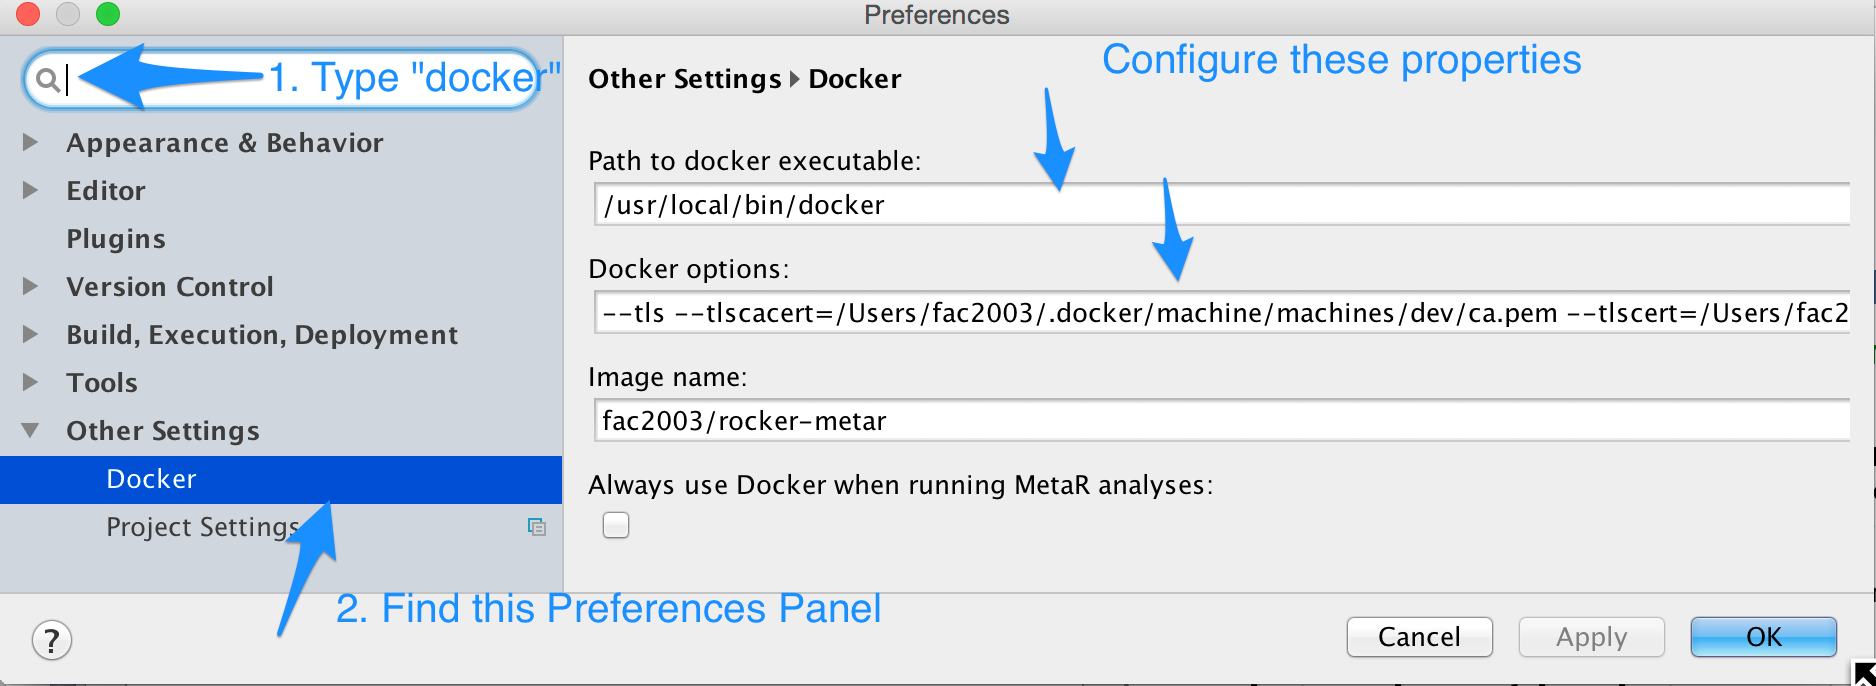 Preferences
1. Type "docker"
Configure these properties
Other Settings Docker
Appearance & Behavior
Editor
Plugins
Version Control
Build, Execution, Deployment
Tools
Other Settings
Docker
Project Settings
Path to docker executable:
/usr/local/bin/docker
Docker options:
--tls --tlscacert=/Users/fac2003/.docker/machine/machines/dev/ca.pem --tlscert=/Users/fac2
Image name:
fac2003/rocker-metar
Always use Docker when running MetaR analyses:
2. Find this Preferences Panel
?
Cancel
Apply
OK